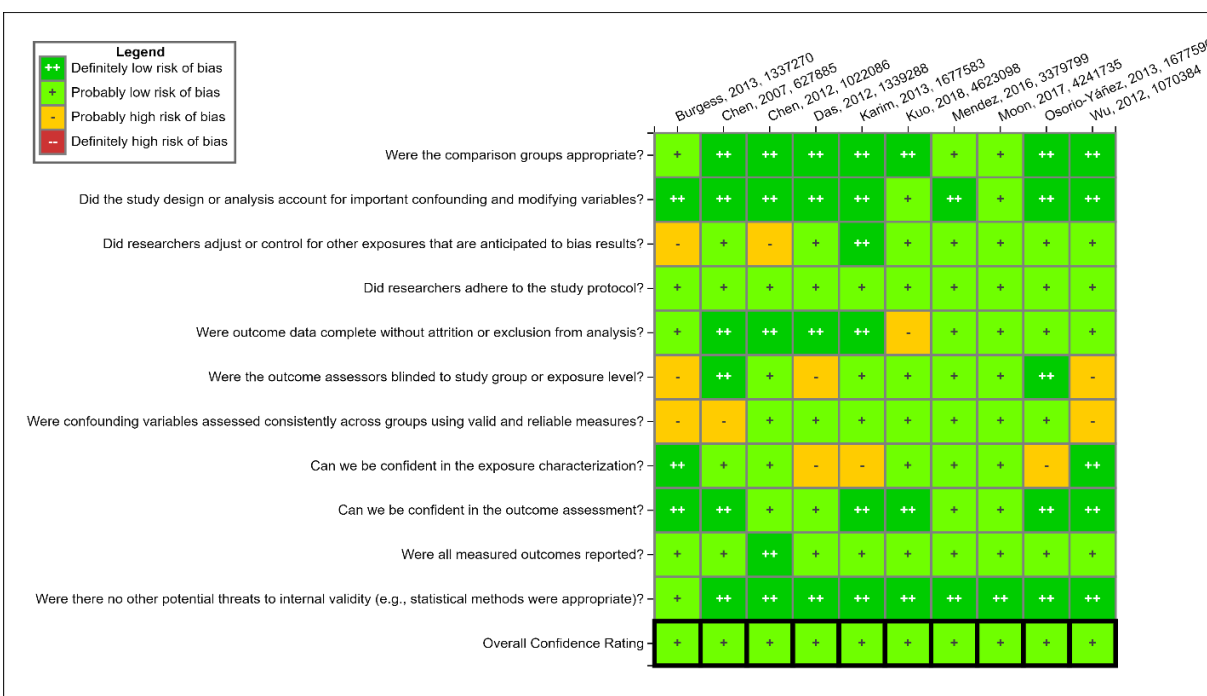 Legend
++ Definitely low risk of bias
+ Probably low risk of bias
- Probably high risk of bias
-- Definitely high risk of bias
Burgess, 2013, 1337270
Chen, 2007, 627885
Chen, 2012, 1022086
Das, 2012, 1339288
Karim, 2013, 1677583
Kuo, 2018, 4623098
Mendez, 2016, 3379799
Moon, 2017, 4241735
Osorio-Yáñez, 2013,
Wu, 2012, 1070384
Were the comparison groups appropriate? + ++ ++ ++ ++ ++ + + ++ ++
Did the study design or analysis account for important confounding and modifying variables? ++ ++ ++ ++ ++ + ++ + ++ ++
Did researchers adjust or control for other exposures that are anticipated to bias results? - + - + ++ + + + + +
Did researchers adhere to the study protocol? + + + + + + + + + +
Were outcome data complete without attrition or exclusion from analysis? + ++ ++ ++ ++ - + + + +
Were the outcome assessors blinded to study group or exposure level? - ++ + - + + + + ++ -
Were confounding variables assessed consistently across groups using valid and reliable measures? - - + + + + + + + -
Can we be confident in the exposure characterization? ++ + + - - + + + - ++
Can we be confident in the outcome assessment? ++ ++ + + ++ ++ + + ++ ++
Were all measured outcomes reported? + + ++ + + + + + + +
Were there no other potential threats to internal validity (e.g., statistical methods were appropriate)? + ++ ++ ++ ++ ++ ++ ++ ++ ++
Overall Confidence Rating + + + + + + + + + +